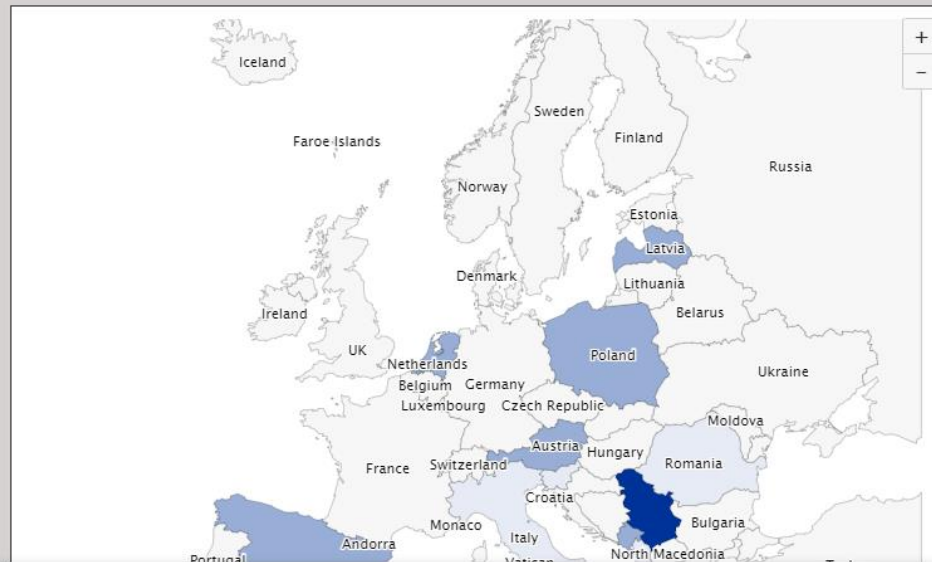 +
−
Iceland
Sweden
Faroe Islands
Finland
Russia
Norway
Estonia
Latvia
Denmark
Lithuania
Ireland
Belarus
UK
Netherlands
Poland
Ukraine
Belgium
Germany
Luxembourg
Czech Republic
Moldova
Austria
Hungary
Switzerland
Romania
France
Croatia
Monaco
Bulgaria
Italy
Andorra
North Macedonia
Portugal
Vatican